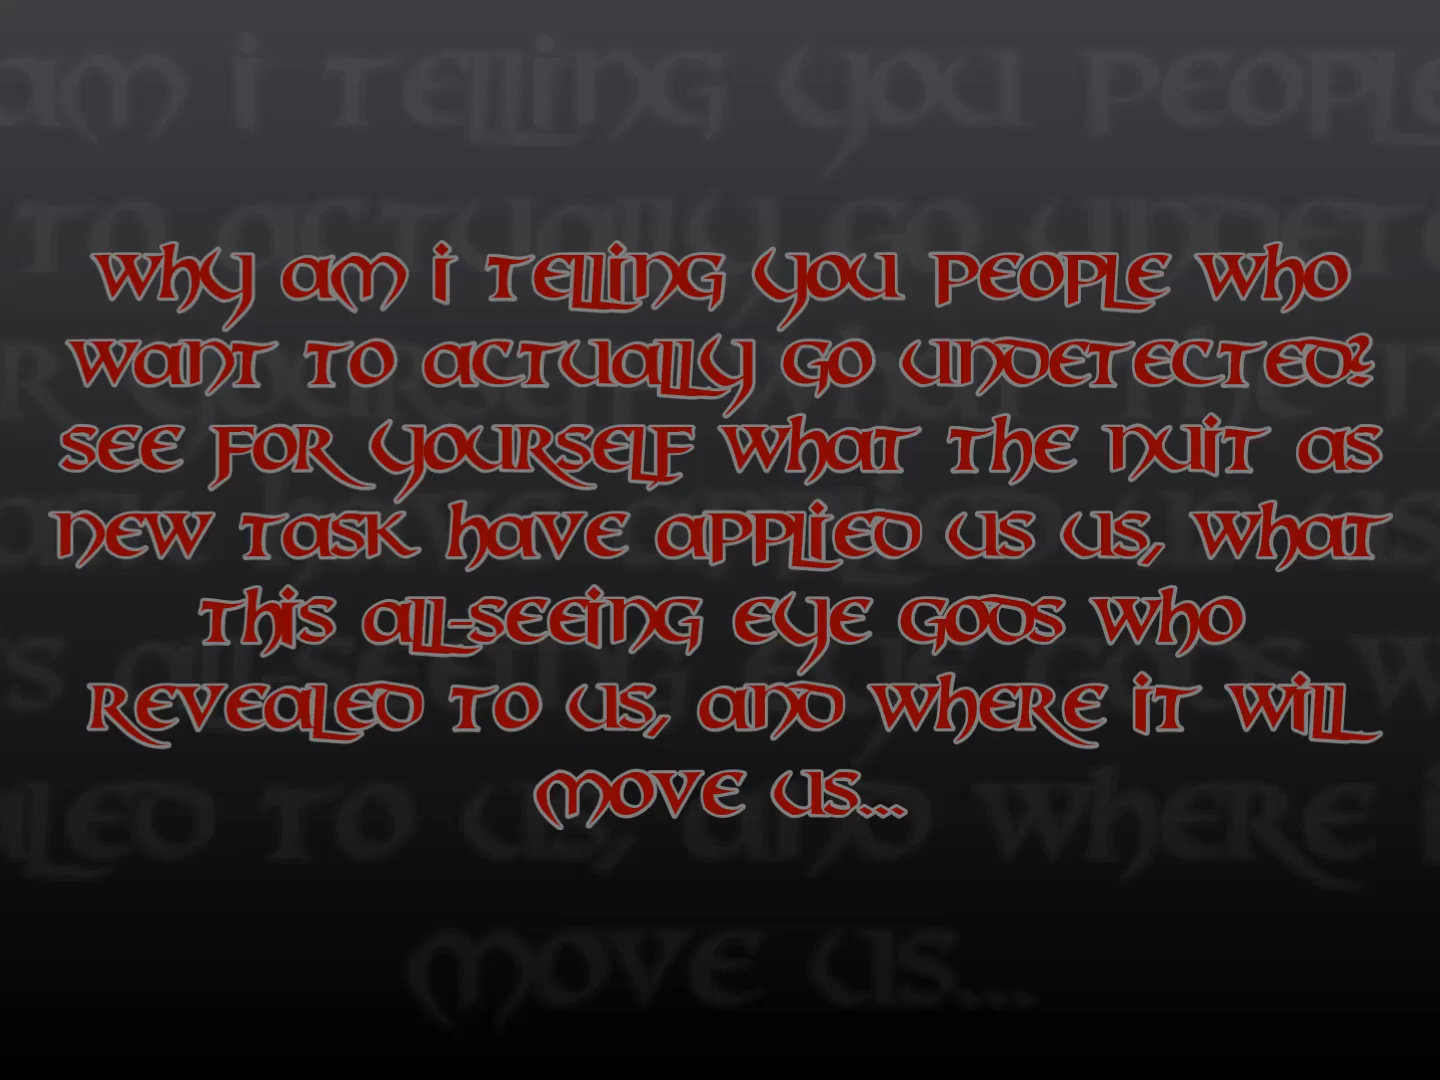 Why am i telling you people who
want to actually go undetected?
See for yourself what the nuit as
new task have applied us us, what
this all-seeing eye gods who
revealed to us, and where it will
move us...